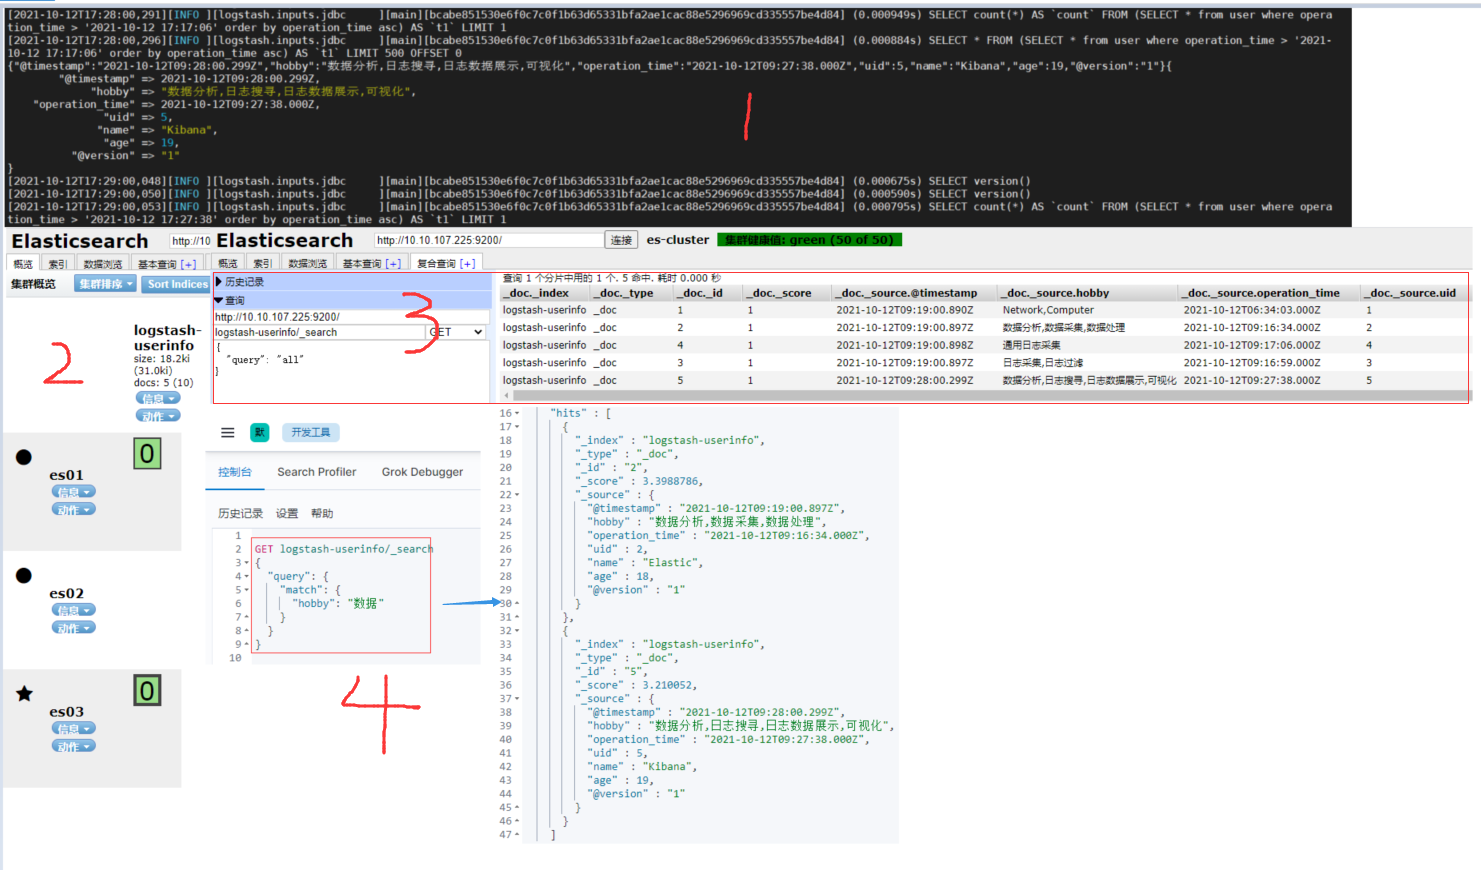 [2021-10-12T17:28:00,291][INFO ][logstash.inputs.jdbc     ][main][bcabe851530e6f0c7c0f1b63d65331bfa2ae1cac88e5296969cd335557be4d84] (0.000949s) SELECT count(*) AS `count` FROM (SELECT * from user where opera
tion_time > '2021-10-12 17:17:06' order by operation_time asc) AS `t1` LIMIT 1
[2021-10-12T17:28:00,296][INFO ][logstash.inputs.jdbc     ][main][bcabe851530e6f0c7c0f1b63d65331bfa2ae1cac88e5296969cd335557be4d84] (0.000884s) SELECT * FROM (SELECT * from user where operation_time > '2021-
10-12 17:17:06' order by operation_time asc) AS `t1` LIMIT 500 OFFSET 0
{"@timestamp":"2021-10-12T09:28:00.299Z","hobby":"数据分析,日志搜寻,日志数据展示,可视化","operation_time":"2021-10-12T09:27:38.000Z","uid":5,"name":"Kibana","age":19,"@version":"1"}{
"@timestamp" => 2021-10-12T09:28:00.299Z,
"hobby" => "数据分析,日志搜寻,日志数据展示,可视化",
"operation_time" => 2021-10-12T09:27:38.000Z,
"uid" => 5,
"name" => "Kibana",
"age" => 19,
"@version" => "1"
}
[2021-10-12T17:29:00,048][INFO ][logstash.inputs.jdbc     ][main][bcabe851530e6f0c7c0f1b63d65331bfa2ae1cac88e5296969cd335557be4d84] (0.000675s) SELECT version()
[2021-10-12T17:29:00,050][INFO ][logstash.inputs.jdbc     ][main][bcabe851530e6f0c7c0f1b63d65331bfa2ae1cac88e5296969cd335557be4d84] (0.000590s) SELECT version()
[2021-10-12T17:29:00,053][INFO ][logstash.inputs.jdbc     ][main][bcabe851530e6f0c7c0f1b63d65331bfa2ae1cac88e5296969cd335557be4d84] (0.000795s) SELECT count(*) AS `count` FROM (SELECT * from user where opera
tion_time > '2021-10-12 17:27:38' order by operation_time asc) AS `t1` LIMIT 1
1
Elasticsearch http://10
概览 索引 数据浏览 基本查询 [+]
集群概览 集群排序 Sort Indices
logstash-
userinfo
size: 18.2ki
(31.0ki)
docs: 5 (10)
信息
动作
2
0
es01
信息
动作
es02
信息
动作
0
es03
信息
动作
Elasticsearch http://10.10.107.225:9200/ 连接 es-cluster 集群健康值: green (50 of 50)
概览 索引 数据浏览 基本查询 [+] 复合查询 [+]
历史记录
查询
http://10.10.107.225:9200/
logstash-userinfo/_search GET
{
"query": "all"
}
3
查询 1 个分片中用的 1 个. 5 命中. 耗时 0.000 秒
_doc._index _doc._type _doc._id _doc._score _doc._source.@timestamp _doc._source.hobby _doc._source.operation_time _doc._source.uid
logstash-userinfo _doc 1 1 2021-10-12T09:19:00.890Z Network,Computer 2021-10-12T06:34:03.000Z 1
logstash-userinfo _doc 2 1 2021-10-12T09:19:00.897Z 数据分析,数据采集,数据处理 2021-10-12T09:16:34.000Z 2
logstash-userinfo _doc 4 1 2021-10-12T09:19:00.898Z 通用日志采集 2021-10-12T09:17:06.000Z 4
logstash-userinfo _doc 3 1 2021-10-12T09:19:00.897Z 日志采集,日志过滤 2021-10-12T09:16:59.000Z 3
logstash-userinfo _doc 5 1 2021-10-12T09:28:00.299Z 数据分析,日志搜寻,日志数据展示,可视化 2021-10-12T09:27:38.000Z 5
默 开发工具
控制台 Search Profiler Grok Debugger
历史记录 设置 帮助
1
2 GET logstash-userinfo/_search
3 {
4 "query": {
5 "match": {
6 "hobby": "数据"
7 }
8 }
9 }
10
4
16 "hits" : [
17 {
18 "_index" : "logstash-userinfo",
19 "_type" : "_doc",
20 "_id" : "2",
21 "_score" : 3.3988786,
22 "_source" : {
23 "@timestamp" : "2021-10-12T09:19:00.897Z",
24 "hobby" : "数据分析,数据采集,数据处理",
25 "operation_time" : "2021-10-12T09:16:34.000Z",
26 "uid" : 2,
27 "name" : "Elastic",
28 "age" : 18,
29 "@version" : "1"
30 }
31 },
32 {
33 "_index" : "logstash-userinfo",
34 "_type" : "_doc",
35 "_id" : "5",
36 "_score" : 3.210052,
37 "_source" : {
38 "@timestamp" : "2021-10-12T09:28:00.299Z",
39 "hobby" : "数据分析,日志搜寻,日志数据展示,可视化",
40 "operation_time" : "2021-10-12T09:27:38.000Z",
41 "uid" : 5,
42 "name" : "Kibana",
43 "age" : 19,
44 "@version" : "1"
45 }
46 }
47 ]